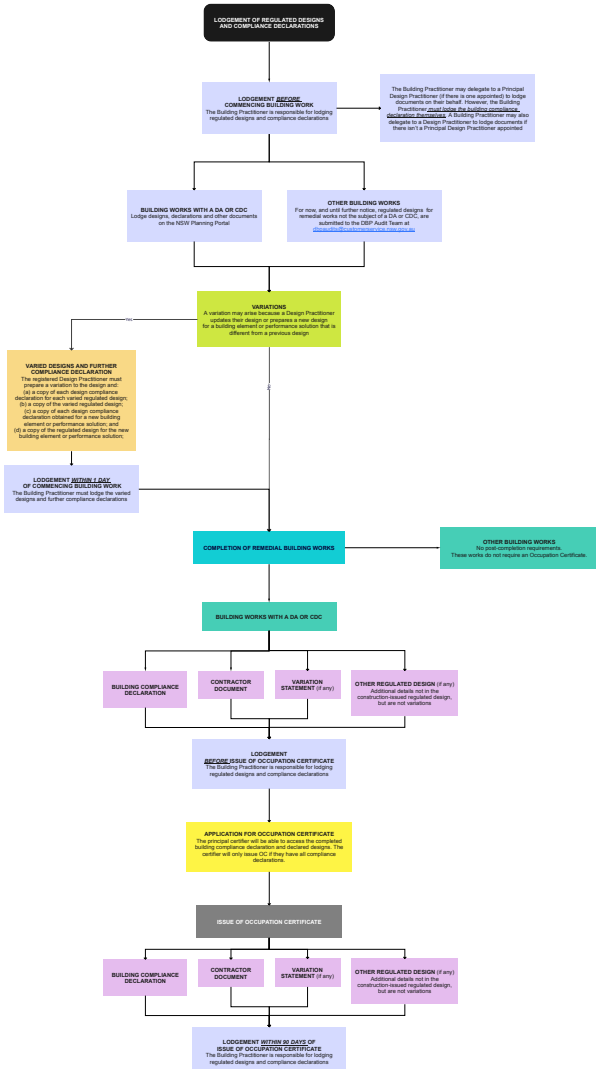 LODGEMENT OF REGULATED DESIGNS
AND COMPLIANCE DECLARATIONS
LODGEMENT BEFORE
COMMENCING BUILDING WORK
The Building Practitioner is responsible for lodging
regulated designs and compliance declarations
The Building Practitioner may delegate to a Principal
Design Practitioner (if there is one appointed) to lodge
documents on their behalf. However, the Building
Practitioner must lodge the building compliance
declaration themselves. A Building Practitioner may also
delegate to a Design Practitioner to lodge documents if
there isn't a Principal Design Practitioner appointed
BUILDING WORKS WITH A DA OR CDC
Lodge designs, declarations and other documents
on the NSW Planning Portal
OTHER BUILDING WORKS
For now, and until further notice, regulated designs for
remedial works not the subject of a DA or CDC, are
submitted to the DBP Audit Team at
VARIATIONS
A variation may arise because a Design Practitioner
updates their design or prepares a new design
for a building element or performance solution that is
different from a previous design
Yes
No
VARIED DESIGNS AND FURTHER
COMPLIANCE DECLARATION
The registered Design Practitioner must
prepare a variation to the design and:
(a) a copy of each design compliance
declaration for each varied regulated design;
(b) a copy of the varied regulated design;
(c) a copy of each design compliance
declaration obtained for a new building
element or performance solution; and
(d) a copy of the regulated design for the new
building element or performance solution;
LODGEMENT WITHIN 1 DAY
OF COMMENCING BUILDING WORK
The Building Practitioner must lodge the varied
designs and further compliance declarations
COMPLETION OF REMEDIAL BUILDING WORKS
OTHER BUILDING WORKS
No post-completion requirements.
These works do not require an Occupation Certificate.
BUILDING WORKS WITH A DA OR CDC
BUILDING COMPLIANCE
DECLARATION
CONTRACTOR
DOCUMENT
VARIATION
STATEMENT (if any)
OTHER REGULATED DESIGN (if any)
Additional details not in the
construction-issued regulated design,
but are not variations
LODGEMENT
BEFORE ISSUE OF OCCUPATION CERTIFICATE
The Building Practitioner is responsible for lodging
regulated designs and compliance declarations
APPLICATION FOR OCCUPATION CERTIFICATE
The principal certifier will be able to access the completed
building compliance declaration and declared designs. The
certifier will only issue OC if they have all compliance
declarations.
ISSUE OF OCCUPATION CERTIFICATE
BUILDING COMPLIANCE
DECLARATION
CONTRACTOR
DOCUMENT
VARIATION
STATEMENT (if any)
OTHER REGULATED DESIGN (if any)
Additional details not in the
construction-issued regulated design,
but are not variations
LODGEMENT WITHIN 90 DAYS OF
ISSUE OF OCCUPATION CERTIFICATE
The Building Practitioner is responsible for lodging
regulated designs and compliance declarations